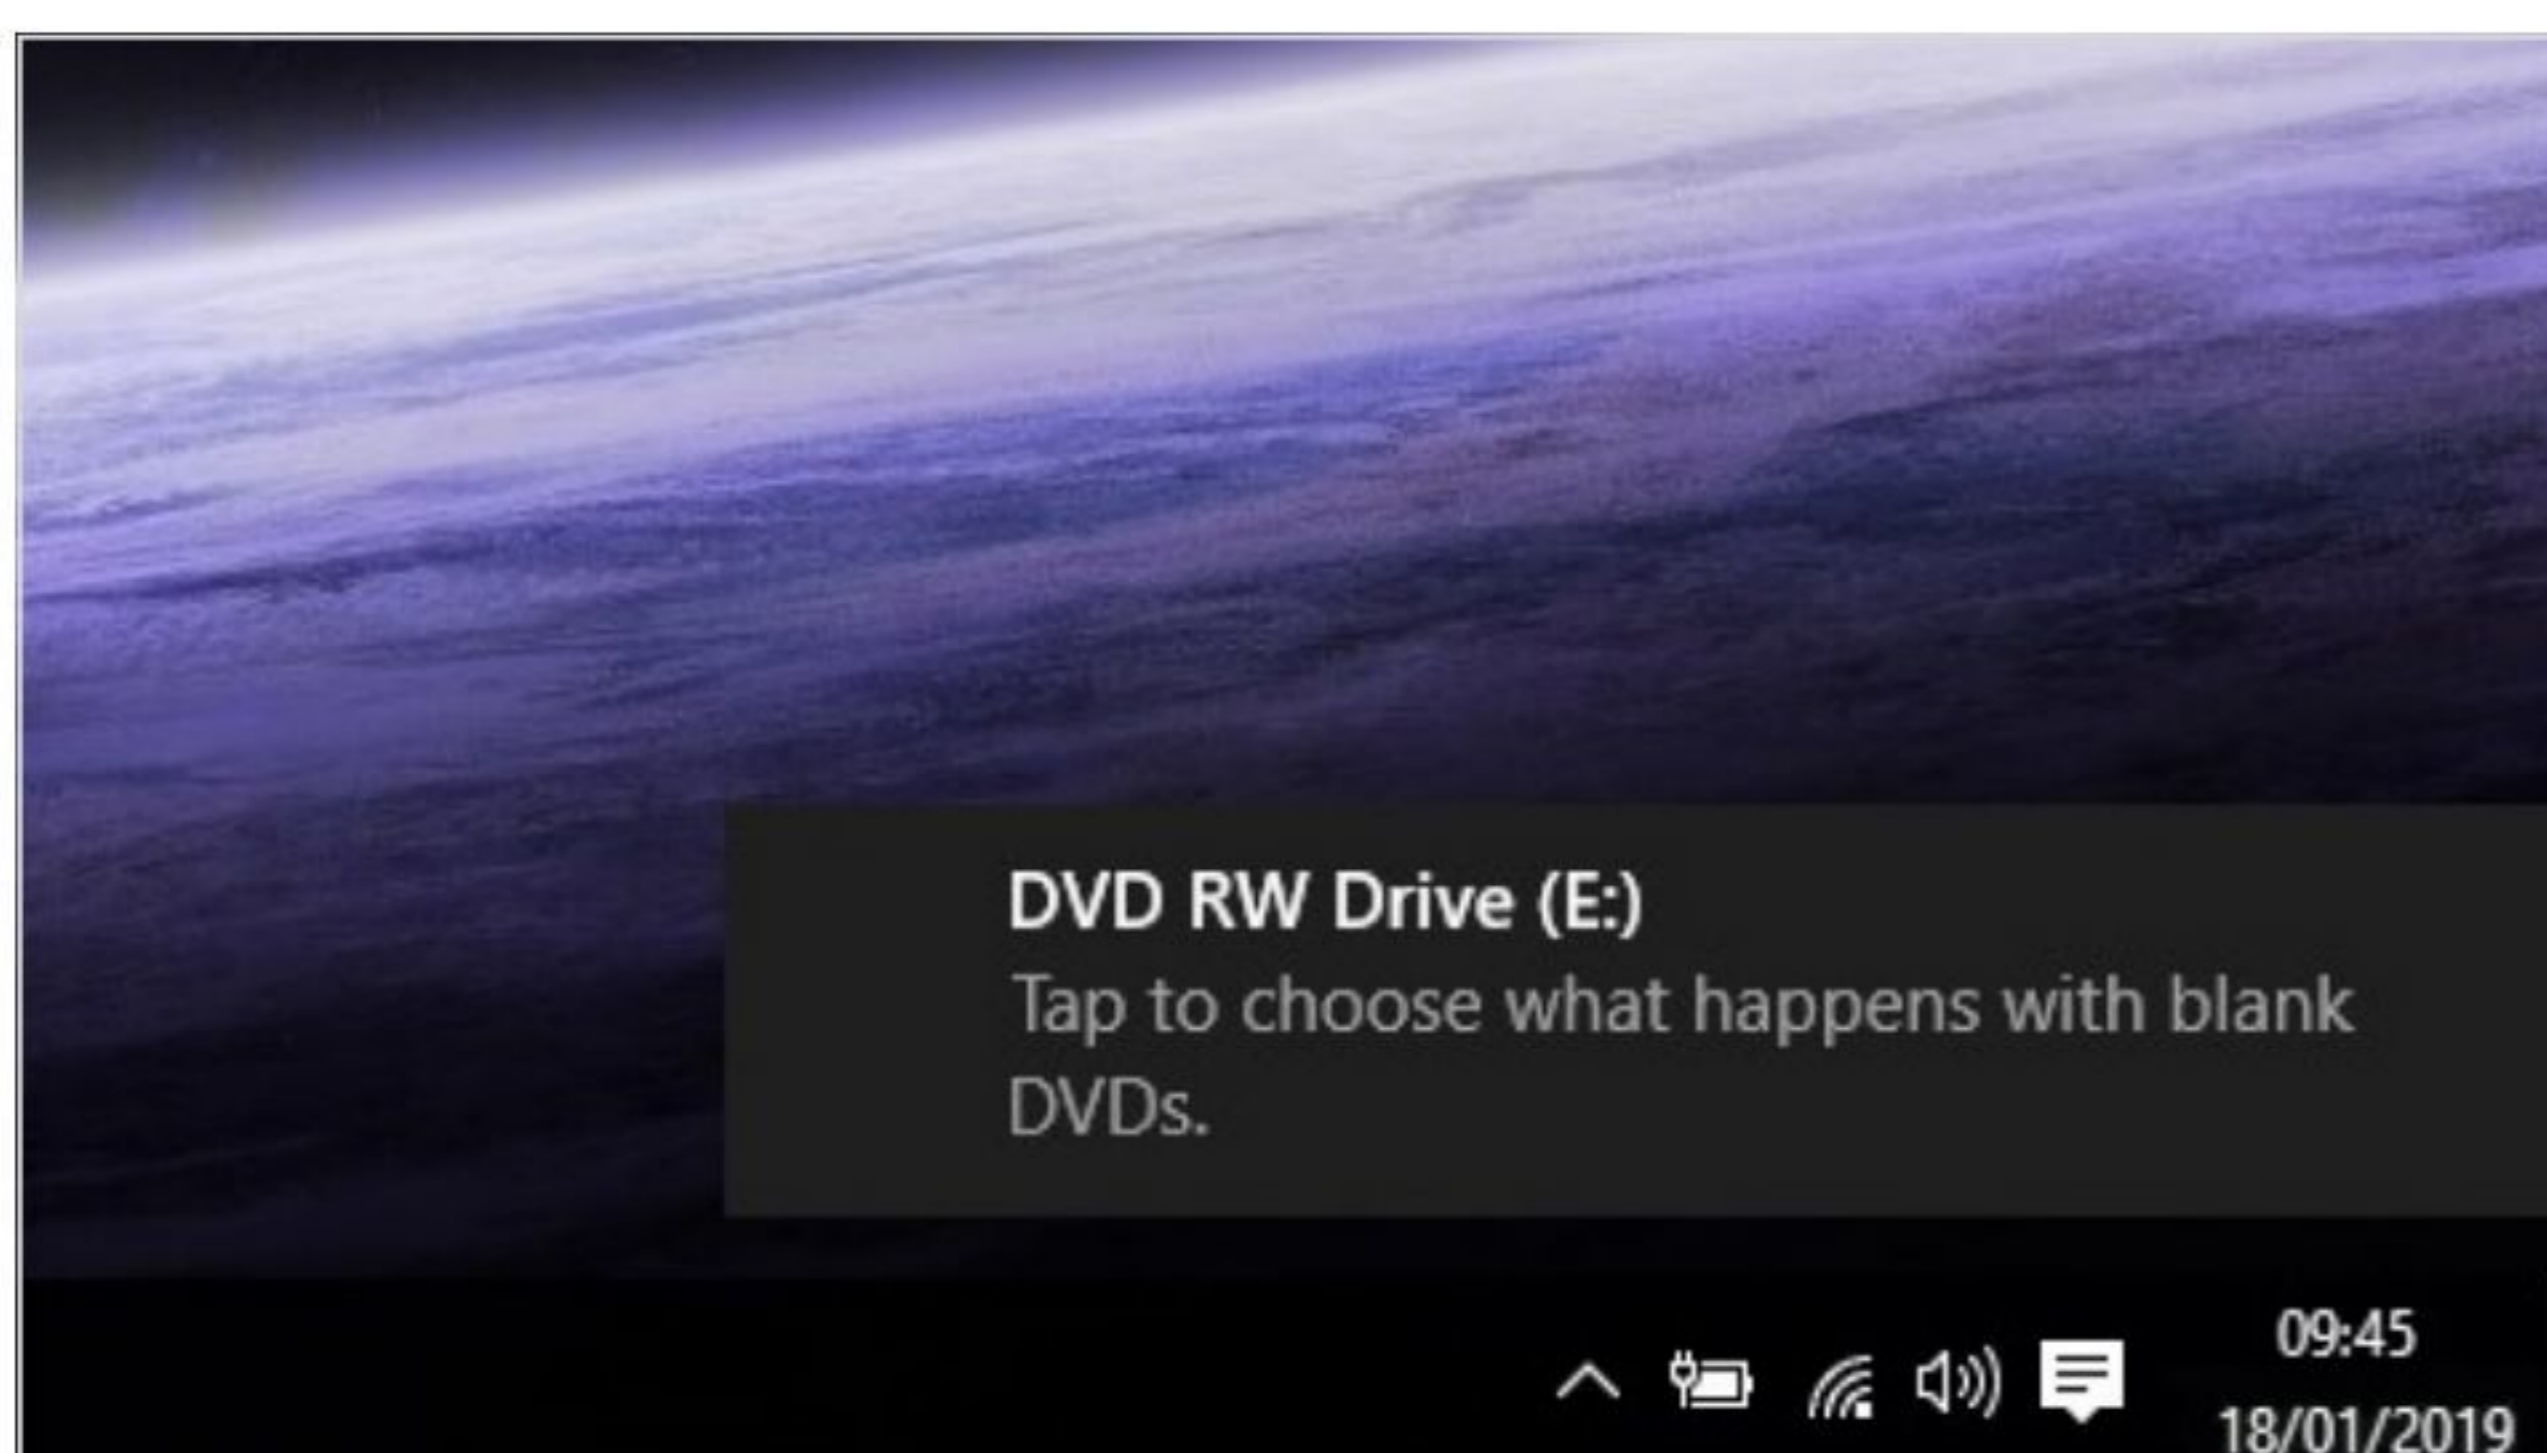 DVD RW Drive (E:)
Tap to choose what happens with blank
DVDs.
09:45
18/01/2019